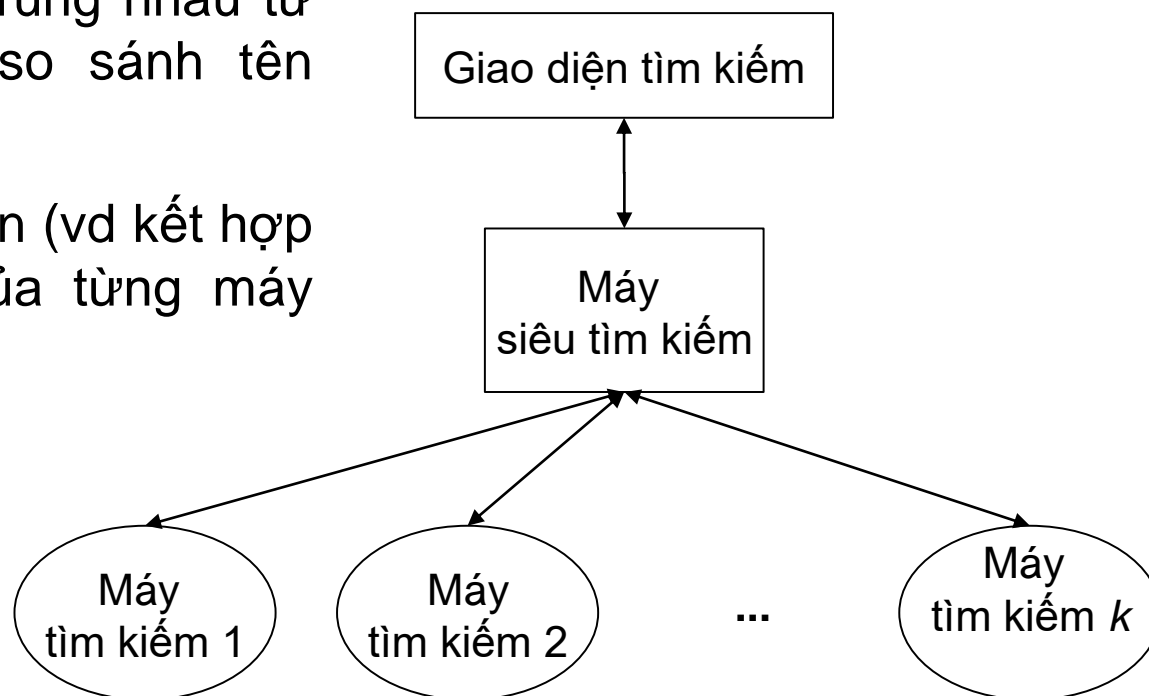 so sánh tên
(vd kết hợp
của từng máy
Giao diện tìm kiếm
Máy
siêu tìm kiếm
Máy
tìm kiếm 1
Máy
tìm kiếm 2
...
Máy
tìm kiếm k